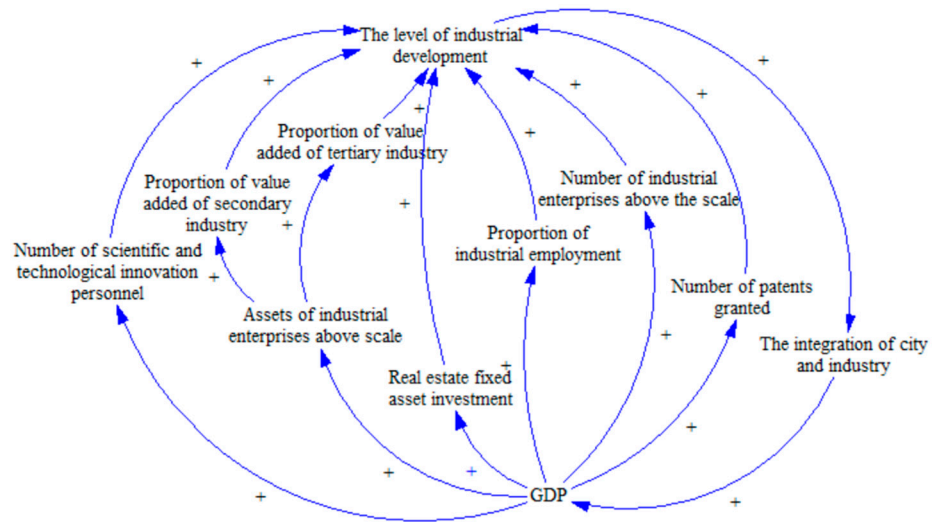 The level of industrial
development
+
+
+
+
+
+
+
+
Proportion of value
added of tertiary industry
Proportion of value
added of secondary
industry
Number of industrial
enterprises above the scale
+
+
Proportion of
industrial employment
Number of scientific and
technological innovation
personnel
+
Assets of industrial
enterprises above scale
Number of patents
granted
+
The integration of city
and industry
+
Real estate fixed
asset investment
+
+
+
+
+
GDP